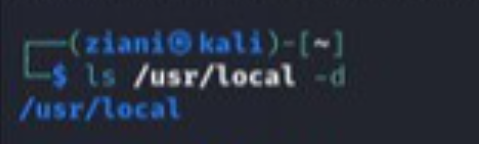 ┌──(ziani㉿kali)-[~]
└─$ ls /usr/local -d
/usr/local